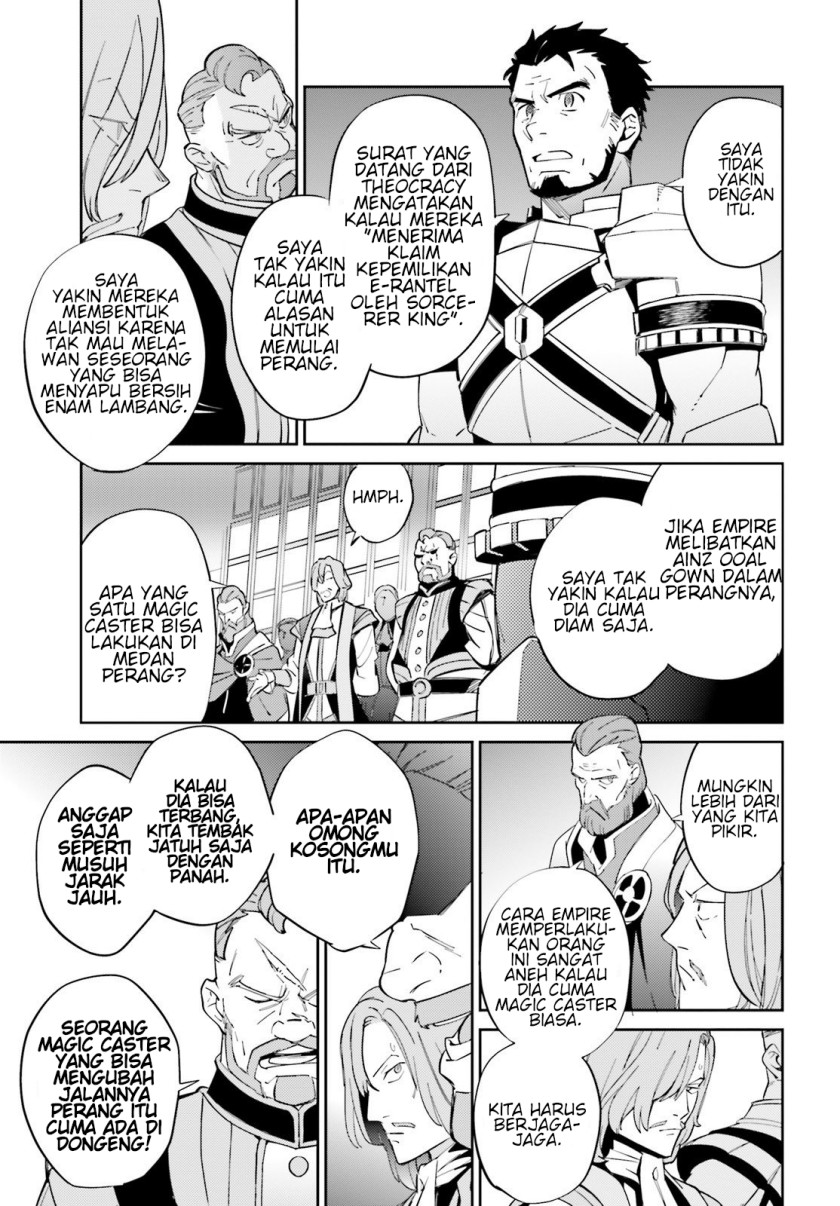 SAYA
TIDAK
YAKIN
DENGAN
ITU.
SURAT YANG
DATANG DARI
THEOCRACY
MENGATAKAN
KALAU MEREKA
"MENERIMA
KLAIM
KEPEMILIKAN
E-RANTEL
OLEH SORCE-
RER KING".
SAYA
TAK YAKIN
KALAU ITU
CUMA
ALASAN
UNTUK
MEMULAI
PERANG.
SAYA
YAKIN MEREKA
MEMBENTUK
ALIANSI KARENA
TAK MAU MELA-
WAN SESEORANG
YANG BISA
MENYAPU BERSIH
ENAM LAMBANG.
JIKA EMPIRE
MELIBATKAN
AINZ OOAL
GOWN DALAM
PERANGNYA,
SAYA TAK
YAKIN KALAU
DIA CUMA
DIAM SAJA.
HMPH.
APA YANG
SATU MAGIC
CASTER BISA
LAKUKAN DI
MEDAN
PERANG?
MUNGKIN
LEBIH DARI
YANG KITA
PIKIR.
CARA EMPIRE
MEMPERLAKU-
KAN ORANG
INI SANGAT
ANEH KALAU
DIA CUMA
MAGIC CASTER
BIASA.
KITA HARUS
BERJAGA-
JAGA.
APA-APAN
OMONG
KOSONGMU
ITU.
KALAU
DIA BISA
TERBANG,
KITA TEMBAK
JATUH SAJA
DENGAN
PANAH.
ANGGAP
SAJA
SEPERTI
MUSUH
JARAK
JAUH.
SEORANG
MAGIC CASTER
YANG BISA
MENGUBAH
JALANNYA
PERANG ITU
CUMA ADA DI
DONGENG!